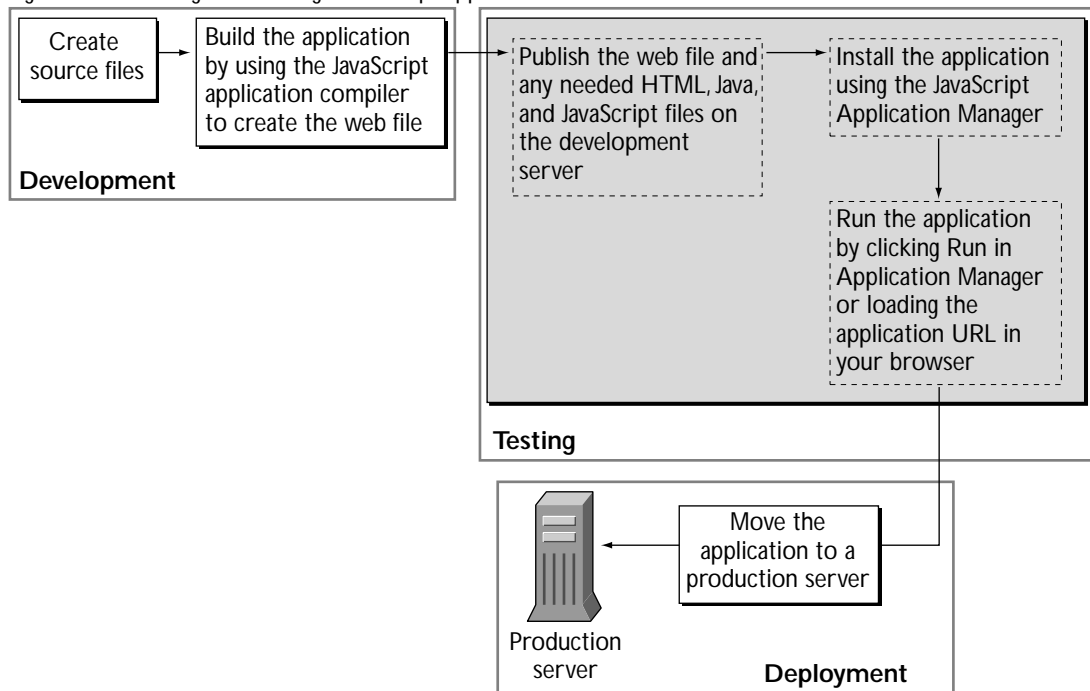 Create
source files
Build the application
by using the JavaScript
application compiler
to create the web file
Development
Publish the web file and
any needed HTML, Java,
and JavaScript files on
the development
server
Install the application
using the JavaScript
Application Manager
Run the application
by clicking Run in
Application Manager
or loading the
application URL in
your browser
Testing
Move the
application to a
production server
Production
server
Deployment